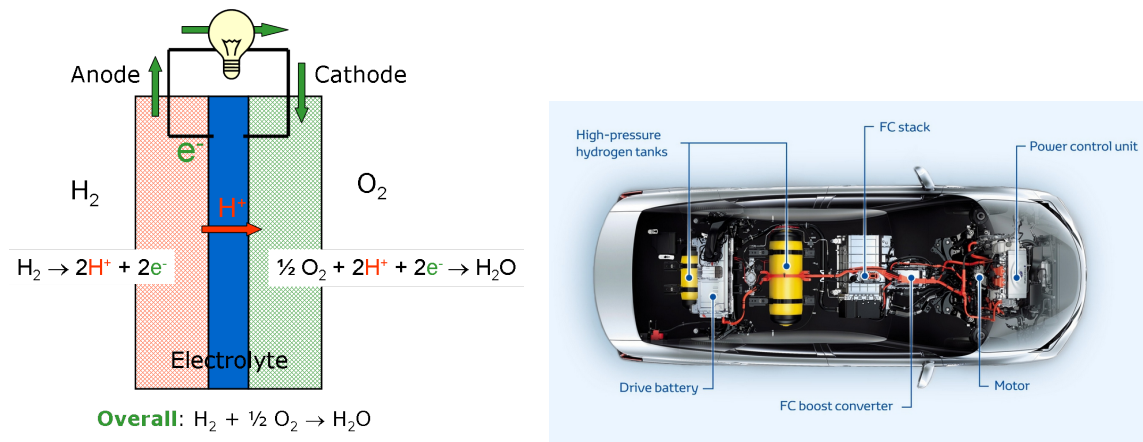 Anode
Cathode
e-
H₂
O₂
H⁺
H₂ → 2H⁺ + 2e⁻
½ O₂ + 2H⁺ + 2e⁻ → H₂O
Electrolyte
Overall: H₂ + ½ O₂ → H₂O
High-pressure
hydrogen tanks
FC stack
Power control unit
Drive battery
FC boost converter
Motor